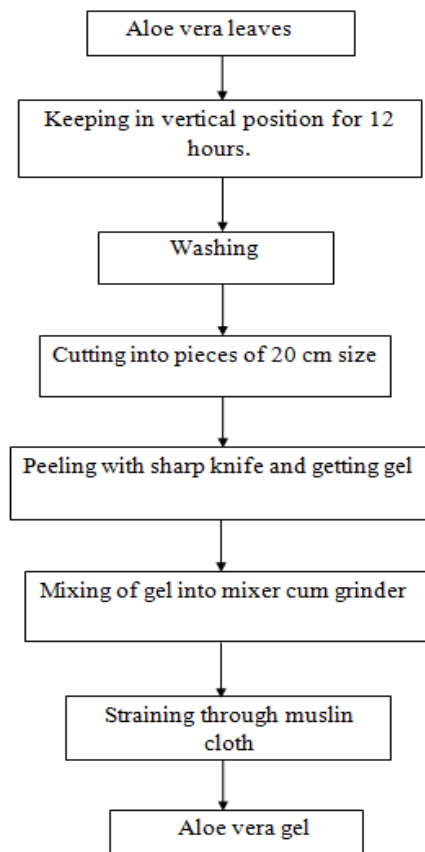 Aloe vera leaves
Keeping in vertical position for 12
hours.
Washing
Cutting into pieces of 20 cm size
Peeling with sharp knife and getting gel
Mixing of gel into mixer cum grinder
Straining through muslin
cloth
Aloe vera gel